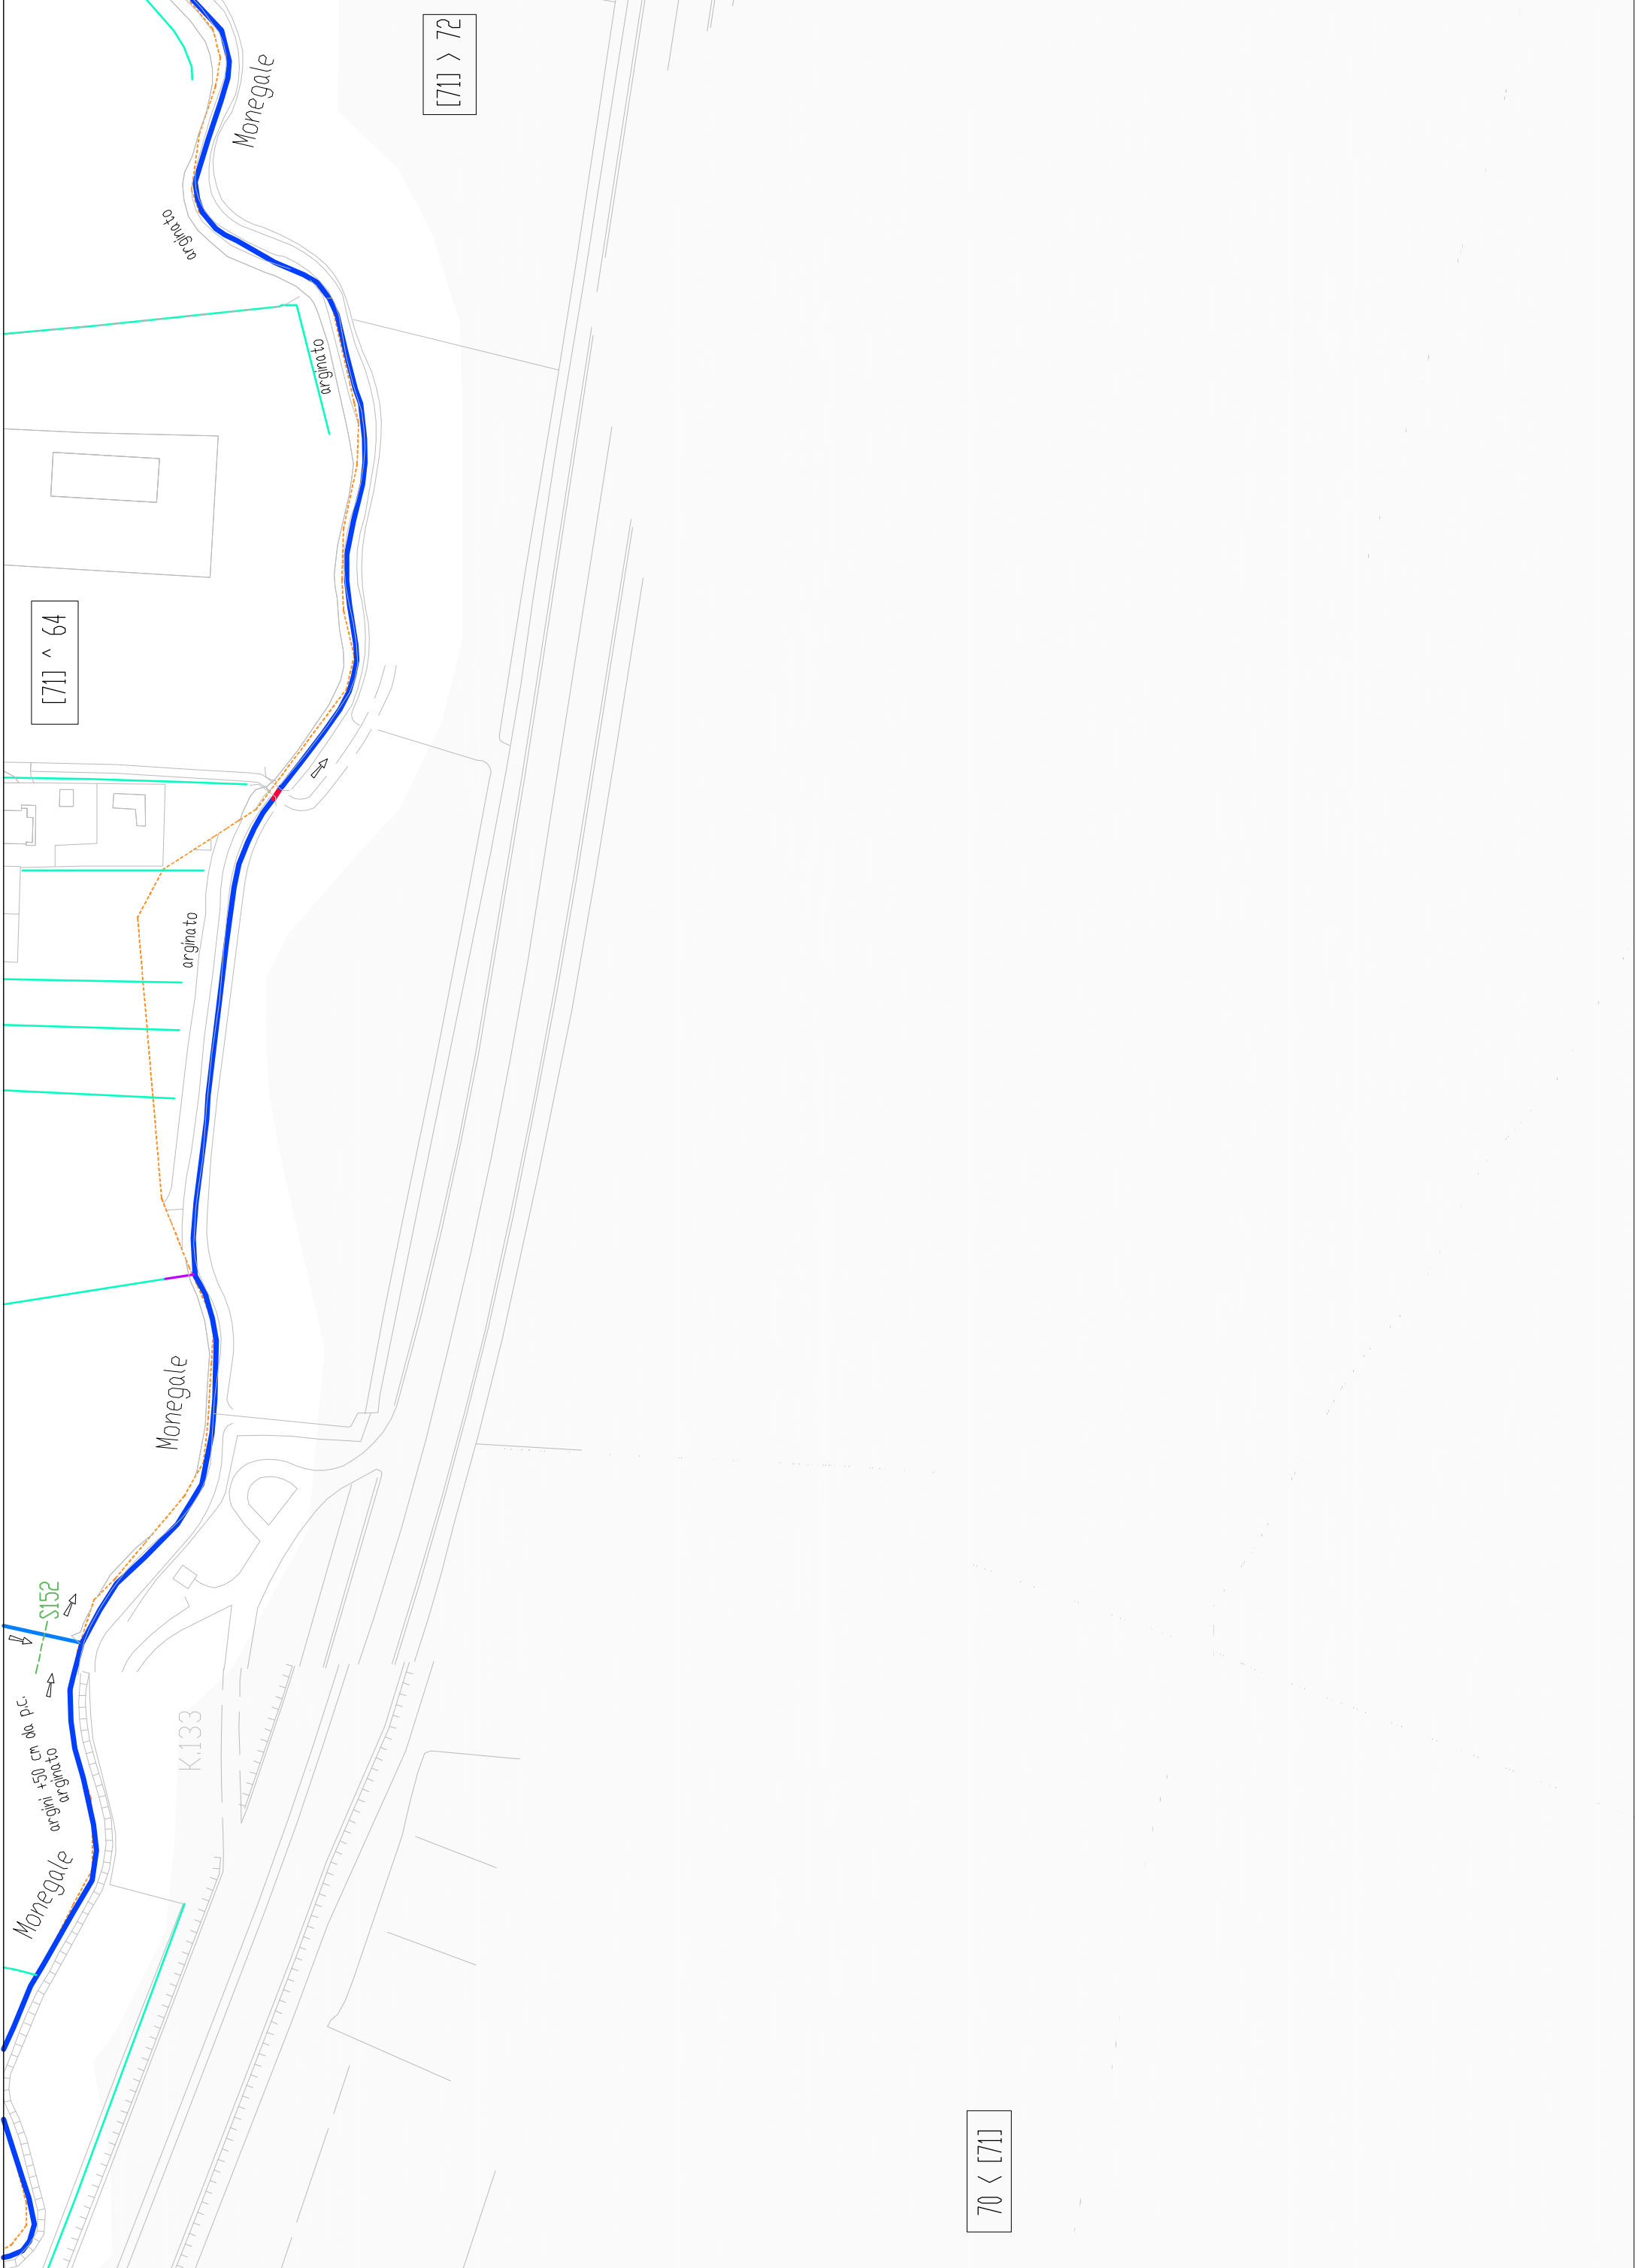 [71] > 72
Monegale
arginato
arginato
[71] ^ 64
arginato
Monegale
S152
argini +50 cm da p.c.
arginato
K.133
Monegale
70 < [71]